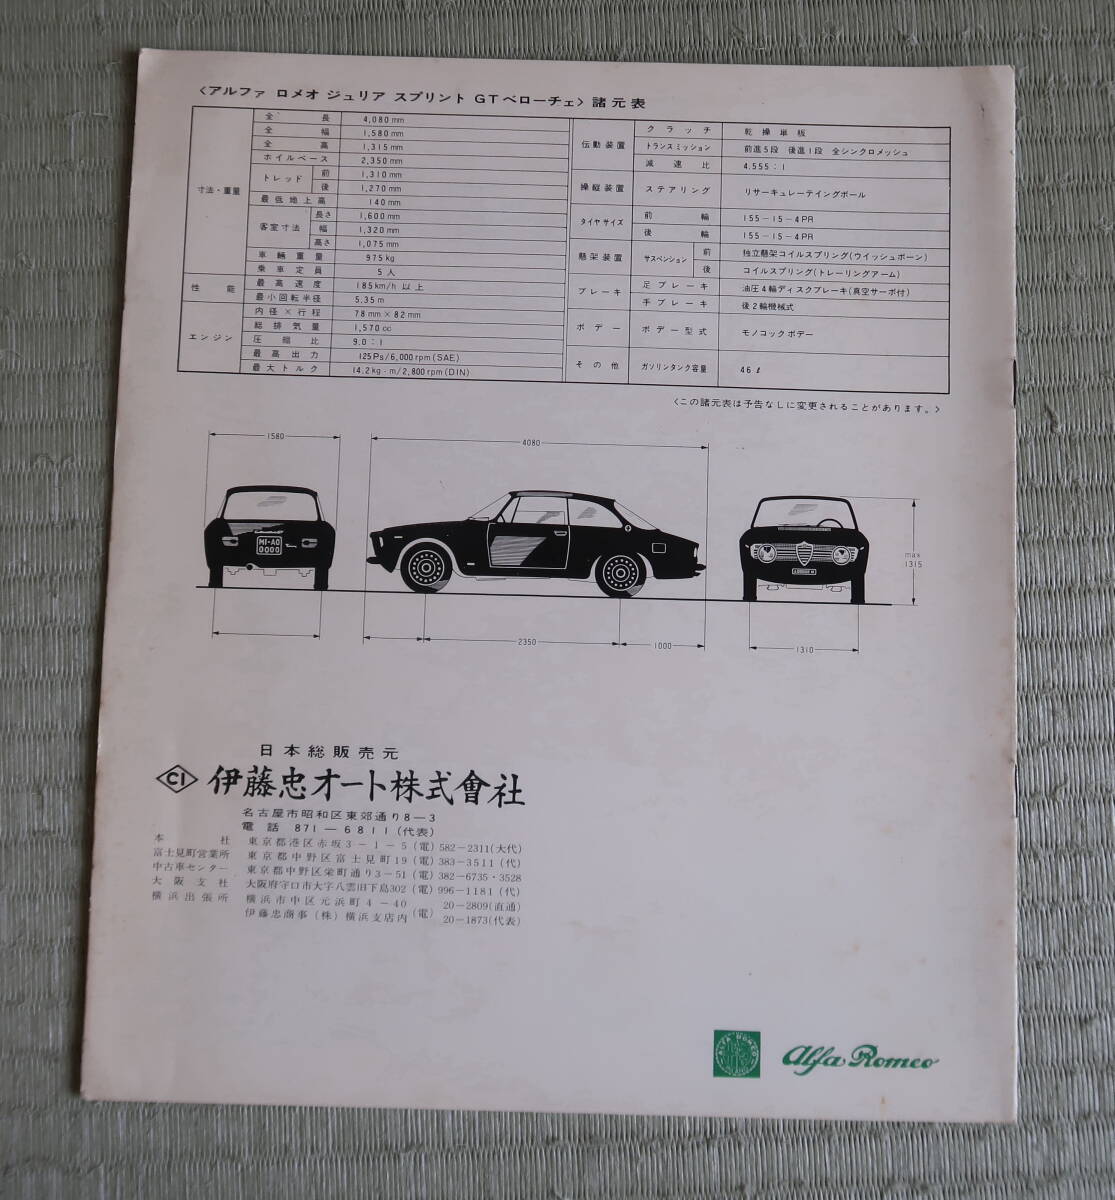 〈アルファ ロメオ ジュリア スプリント GTベローチェ〉諸元表
寸法・重量
全長 4,080mm
全幅 1,580mm
全高 1,315mm
ホイルベース 2,350mm
トレッド 前 1,310mm
後 1,270mm
最低地上高 140mm
客室寸法 長さ 1,600mm
幅 1,320mm
高さ 1,075mm
車輛重量 975kg
乗車定員 5人
性能
最高速度 185km/h 以上
最小回転半径 5.35m
エンジン
内径×行程 78mm×82mm
総排気量 1,570cc
圧縮比 9.0:1
最高出力 125Ps/6,000rpm(SAE)
最大トルク 14.2kg-m/2,800rpm(DIN)
伝動装置
クラッチ 乾操単板
トランスミッション 前進5段 後進1段 全シンクロメッシュ
減速比 4.555:1
操縦装置 ステアリング リサーキュレーテイングボール
タイヤサイズ 前輪 155-15-4PR
後輪 155-15-4PR
懸架装置 サスペンション 前 独立懸架コイルスプリング(ウイッシュボーン)
後 コイルスプリング(トレーリングアーム)
ブレーキ 足ブレーキ 油圧4輪ディスクブレーキ(真空サーボ付)
手ブレーキ 後2輪機械式
ボデー ボデー型式 モノコックボデー
その他 ガソリンタンク容量 46ℓ
〈この諸元表は予告なしに変更されることがあります。〉
1580
4080
MI-AO
0000
max
1315
2350
1000
1310
日本総販売元
CI 伊藤忠オート株式會社
名古屋市昭和区東郊通り8-3
電話 871-6811(代表)
本社 東京都港区赤坂3-1-5(電)582-2311(大代)
富士見町営業所 東京都中野区富士見町19(電)383-3511(代)
中古車センター 東京都中野区栄町通り3-51(電)382-6735・3528
大阪支社 大阪府守口市大字八雲旧下島302(電)996-1181(代)
横浜出張所 横浜市中区元浜町4-40 20-2809(直通)
伊藤忠商事(株)横浜支店内(電)20-1873(代表)
ALFA ROMEO
MILANO
Alfa Romeo